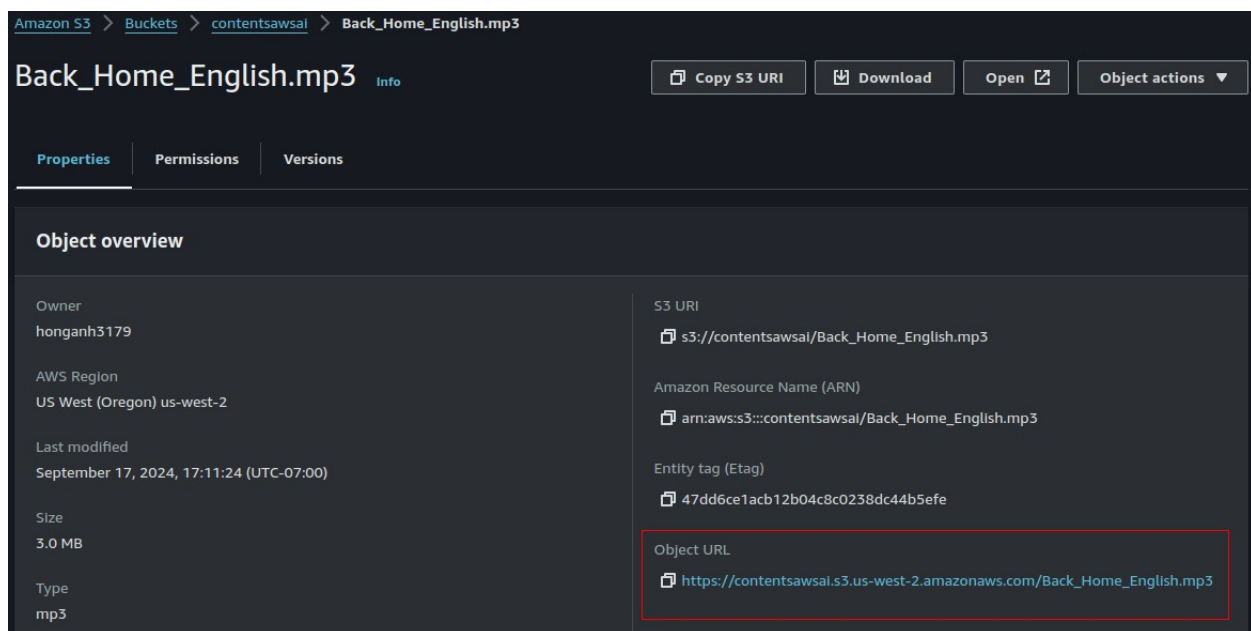 Amazon S3 > Buckets > contentsawsai > Back_Home_English.mp3
Back_Home_English.mp3 Info
Copy S3 URI Download Open Object actions ▼
Properties Permissions Versions
Object overview
Owner
honganh3179
AWS Region
US West (Oregon) us-west-2
Last modified
September 17, 2024, 17:11:24 (UTC-07:00)
Size
3.0 MB
Type
mp3
S3 URI
s3://contentsawsai/Back_Home_English.mp3
Amazon Resource Name (ARN)
arn:aws:s3:::contentsawsai/Back_Home_English.mp3
Entity tag (Etag)
47dd6ce1acb12b04c8c0238dc44b5efe
Object URL
https://contentsawsai.s3.us-west-2.amazonaws.com/Back_Home_English.mp3